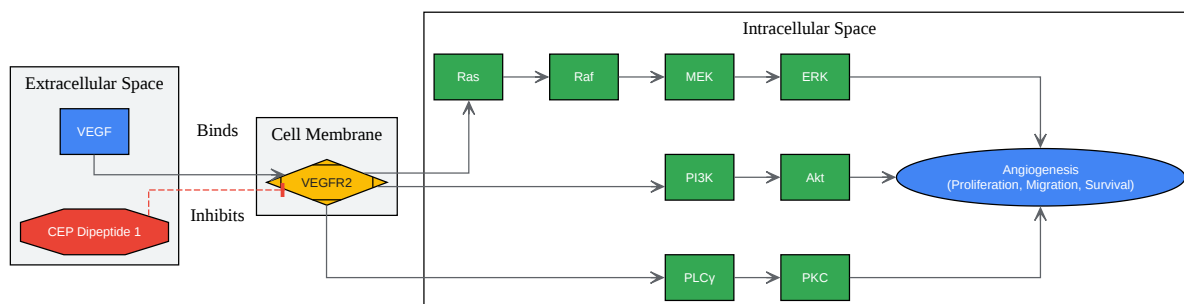 Intracellular Space
Extracellular Space
VEGF
CEP Dipeptide 1
Binds
Inhibits
Cell Membrane
VEGFR2
Ras
Raf
MEK
ERK
PI3K
Akt
PLCγ
PKC
Angiogenesis
(Proliferation, Migration, Survival)